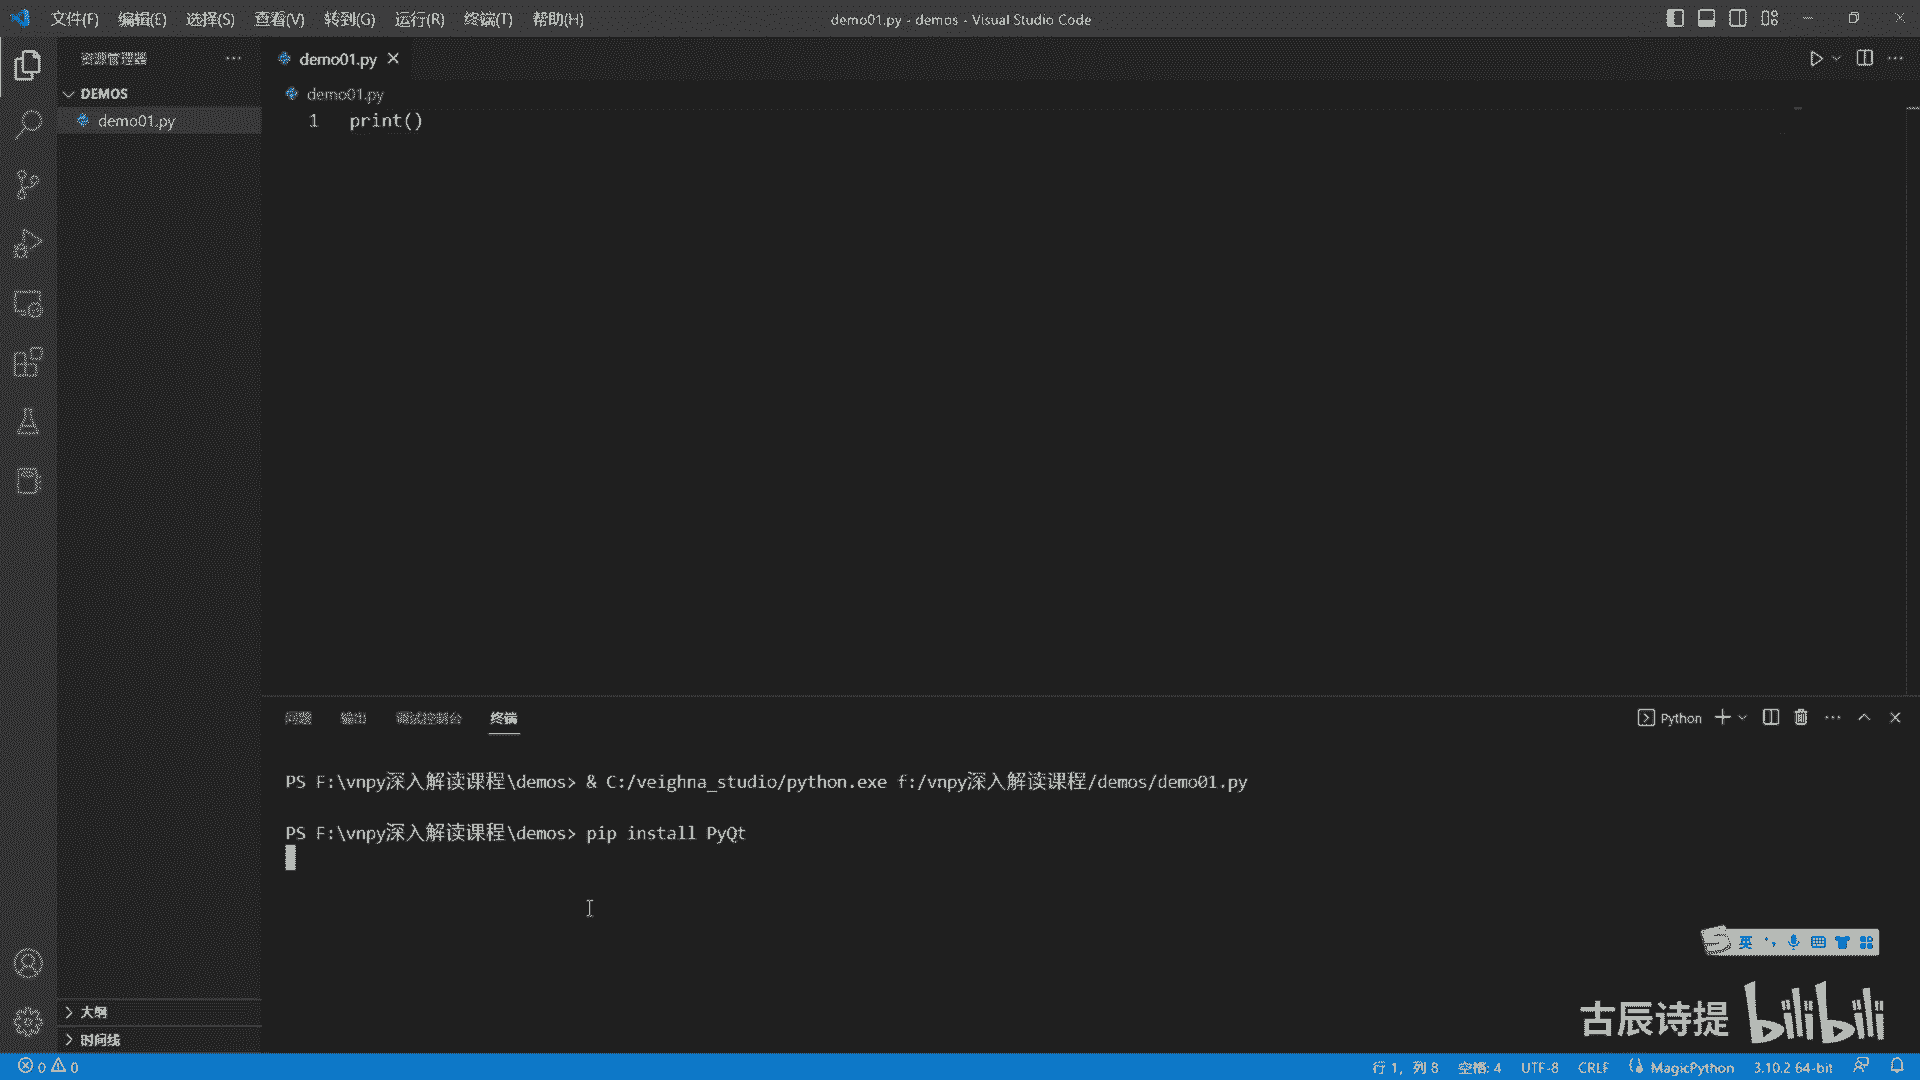 文件(F) 编辑(E) 选择(S) 查看(V) 转到(G) 运行(R) 终端(T) 帮助(H) demo01.py - demos - Visual Studio Code
资源管理器
demo01.py
DEMOS
demo01.py
demo01.py
1 print()
问题 输出 调试控制台 终端
Python
PS F:\vnpy深入解读课程\demos> & C:/veighna_studio/python.exe f:/vnpy深入解读课程/demos/demo01.py
PS F:\vnpy深入解读课程\demos> pip install PyQt
英
古辰诗提 bilibili
大纲
时间线
0 0 行 1, 列 8 空格: 4 UTF-8 CRLF MagicPython 3.10.2 64-bit